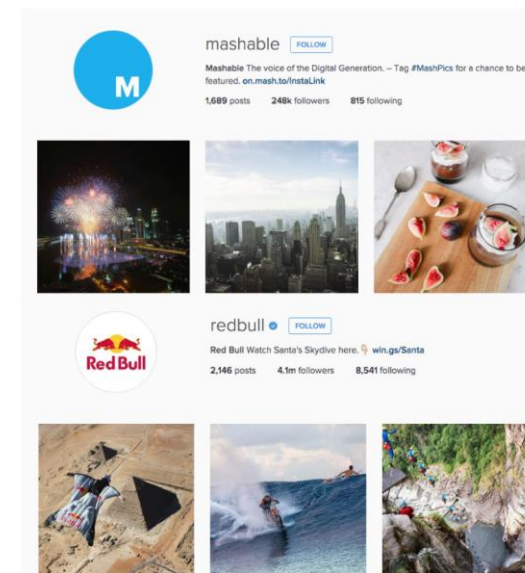 M
mashable FOLLOW
Mashable The voice of the Digital Generation. – Tag #MashPics for a chance to be
featured. on.mash.to/InstaLink
1,689 posts 248k followers 815 following
Red Bull
redbull FOLLOW
Red Bull Watch Santa's Skydive here. 👇 win.gs/Santa
2,146 posts 4.1m followers 8,541 following